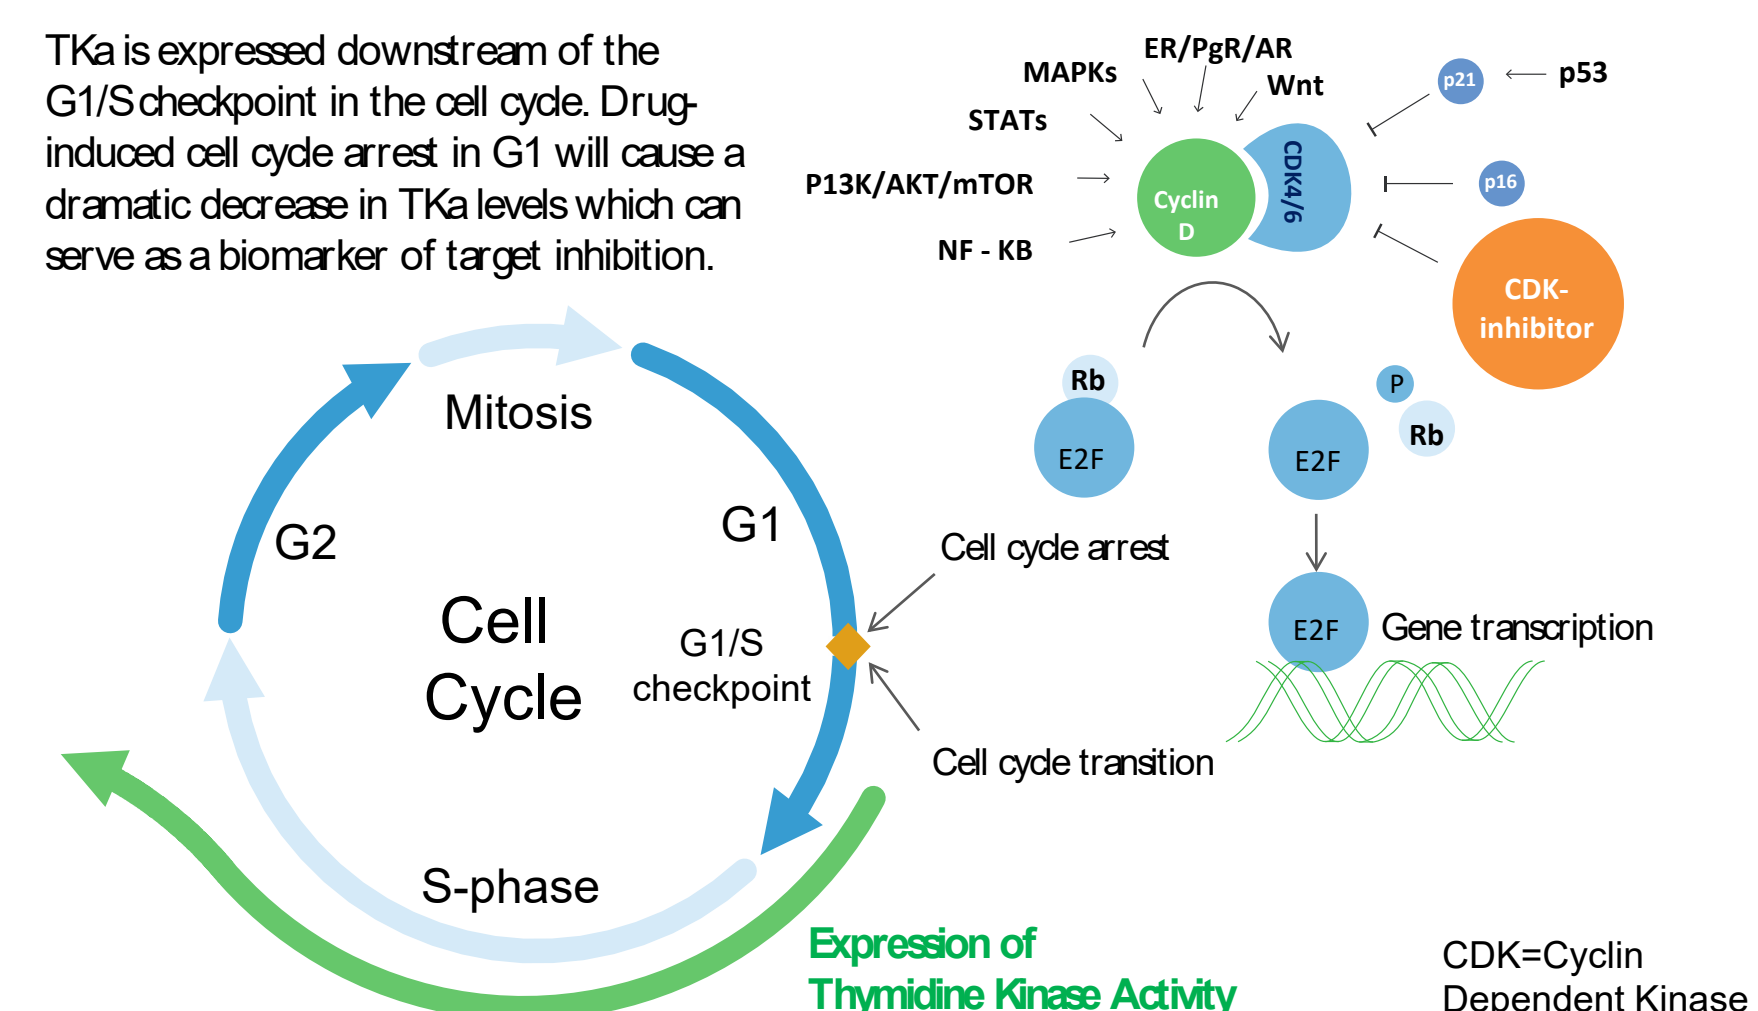 TKa is expressed downstream of the
G1/S checkpoint in the cell cycle. Drug-
induced cell cycle arrest in G1 will cause a
dramatic decrease in TKa levels which can
serve as a biomarker of target inhibition.
ER/PgR/AR
MAPKs
Wnt
STATs
P13K/AKT/mTOR
NF - KB
Cyclin
D
CDK4/6
p21
p53
p16
CDK-
inhibitor
Rb
E2F
P
Rb
E2F
E2F
Gene transcription
Mitosis
G1
G2
Cell
Cycle
G1/S
checkpoint
Cell cycle arrest
Cell cycle transition
S-phase
Expression of
Thymidine Kinase Activity
CDK=Cyclin
Dependent Kinase